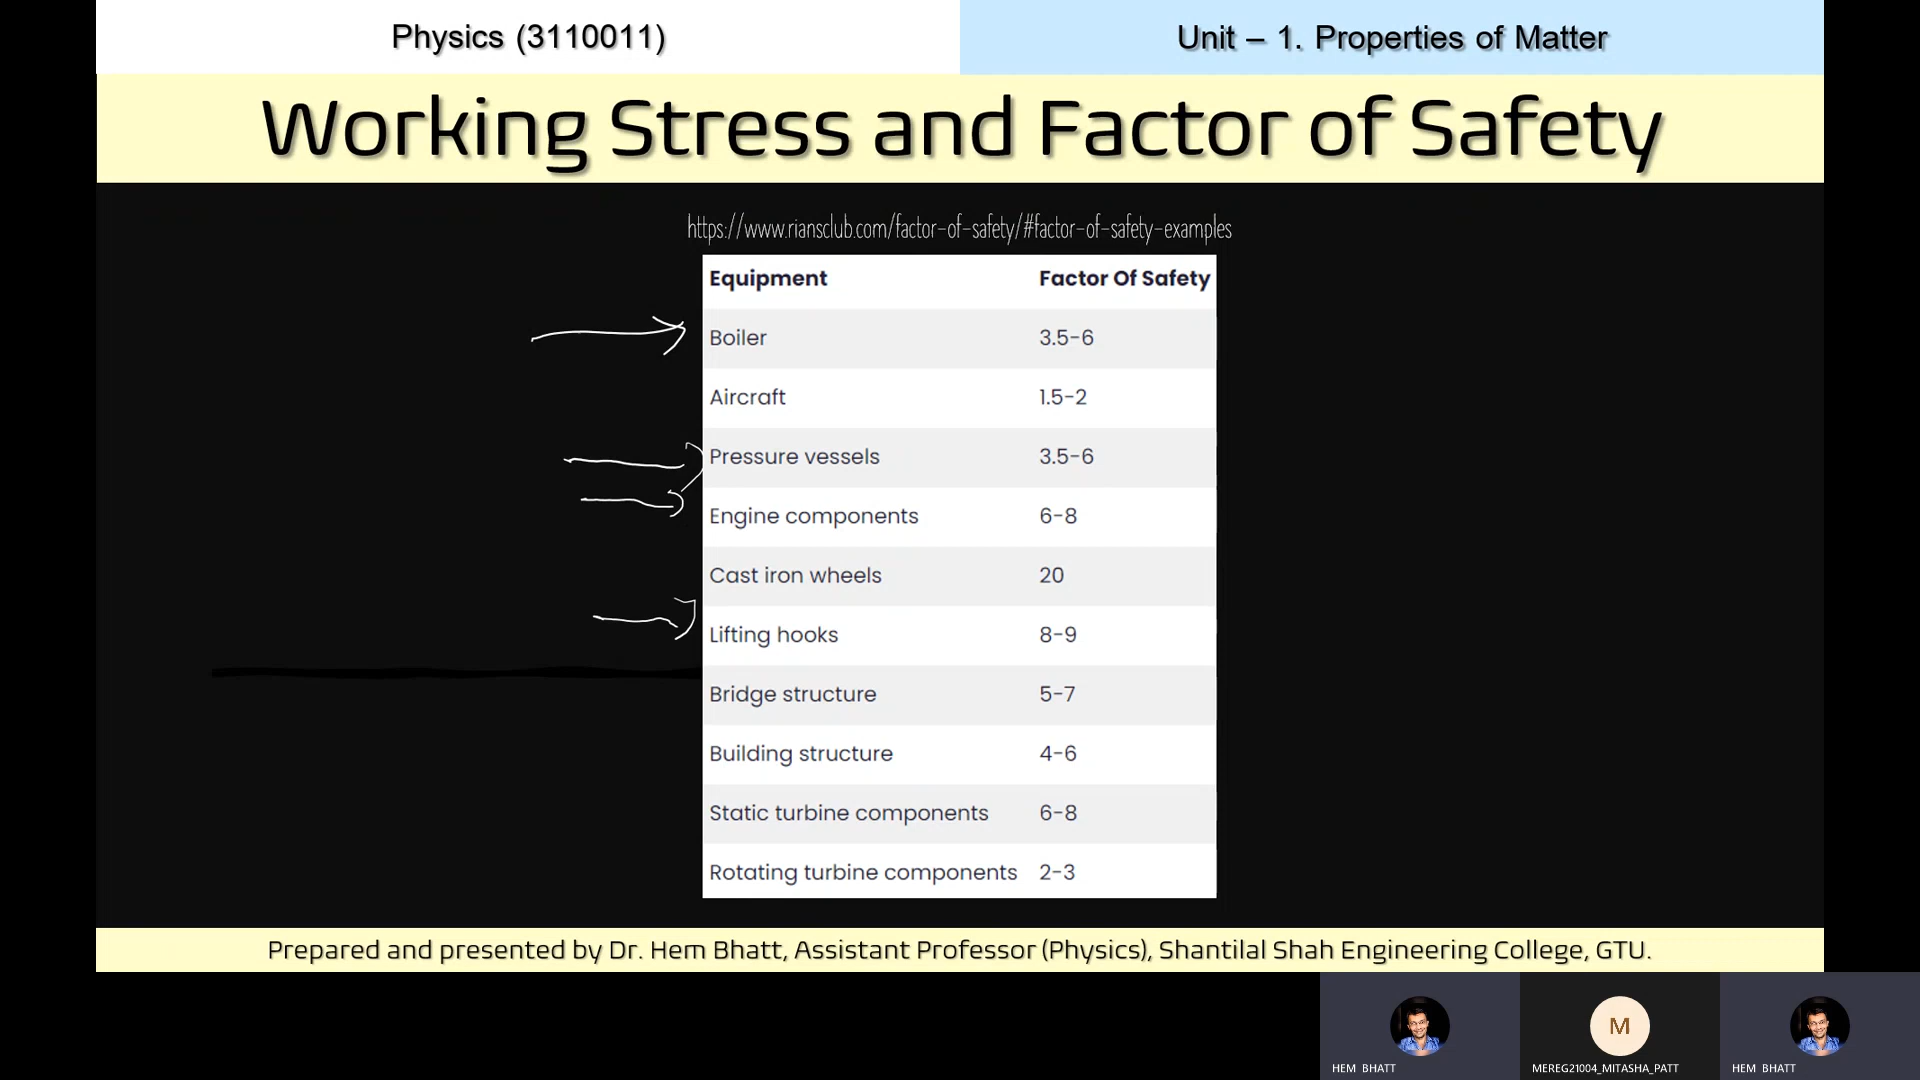 Physics (3110011)
Unit – 1. Properties of Matter
Working Stress and Factor of Safety
https://www.riansclub.com/factor-of-safety/#factor-of-safety-examples
Equipment Factor Of Safety
Boiler 3.5-6
Aircraft 1.5-2
Pressure vessels 3.5-6
Engine components 6-8
Cast iron wheels 20
Lifting hooks 8-9
Bridge structure 5-7
Building structure 4-6
Static turbine components 6-8
Rotating turbine components 2-3
Prepared and presented by Dr. Hem Bhatt, Assistant Professor (Physics), Shantilal Shah Engineering College, GTU.
M
HEM BHATT MEREG21004_MITASHA_PATT HEM BHATT